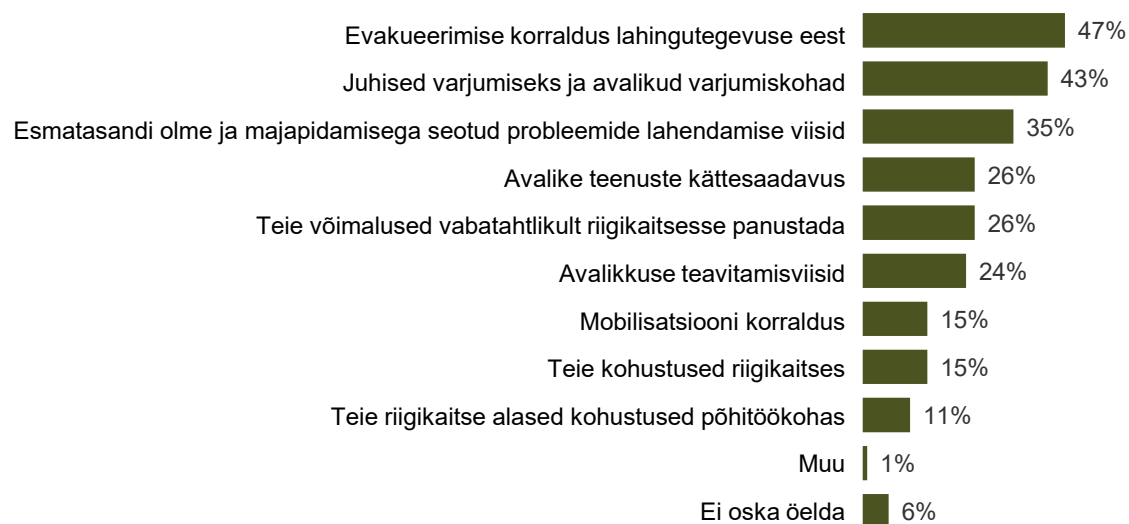 Evakueerimise korraldus lahingutegevuse eest 47%
Juhised varjumiseks ja avalikud varjumiskohad 43%
Esmatasandi olme ja majapidamisega seotud probleemide lahendamise viisid 35%
Avalike teenuste kättesaadavus 26%
Teie võimalused vabatahtlikult riigikaitsesse panustada 26%
Avalikkuse teavitamisviisid 24%
Mobilisatsiooni korraldus 15%
Teie kohustused riigikaitses 15%
Teie riigikaitse alased kohustused põhitöökohas 11%
Muu 1%
Ei oska öelda 6%